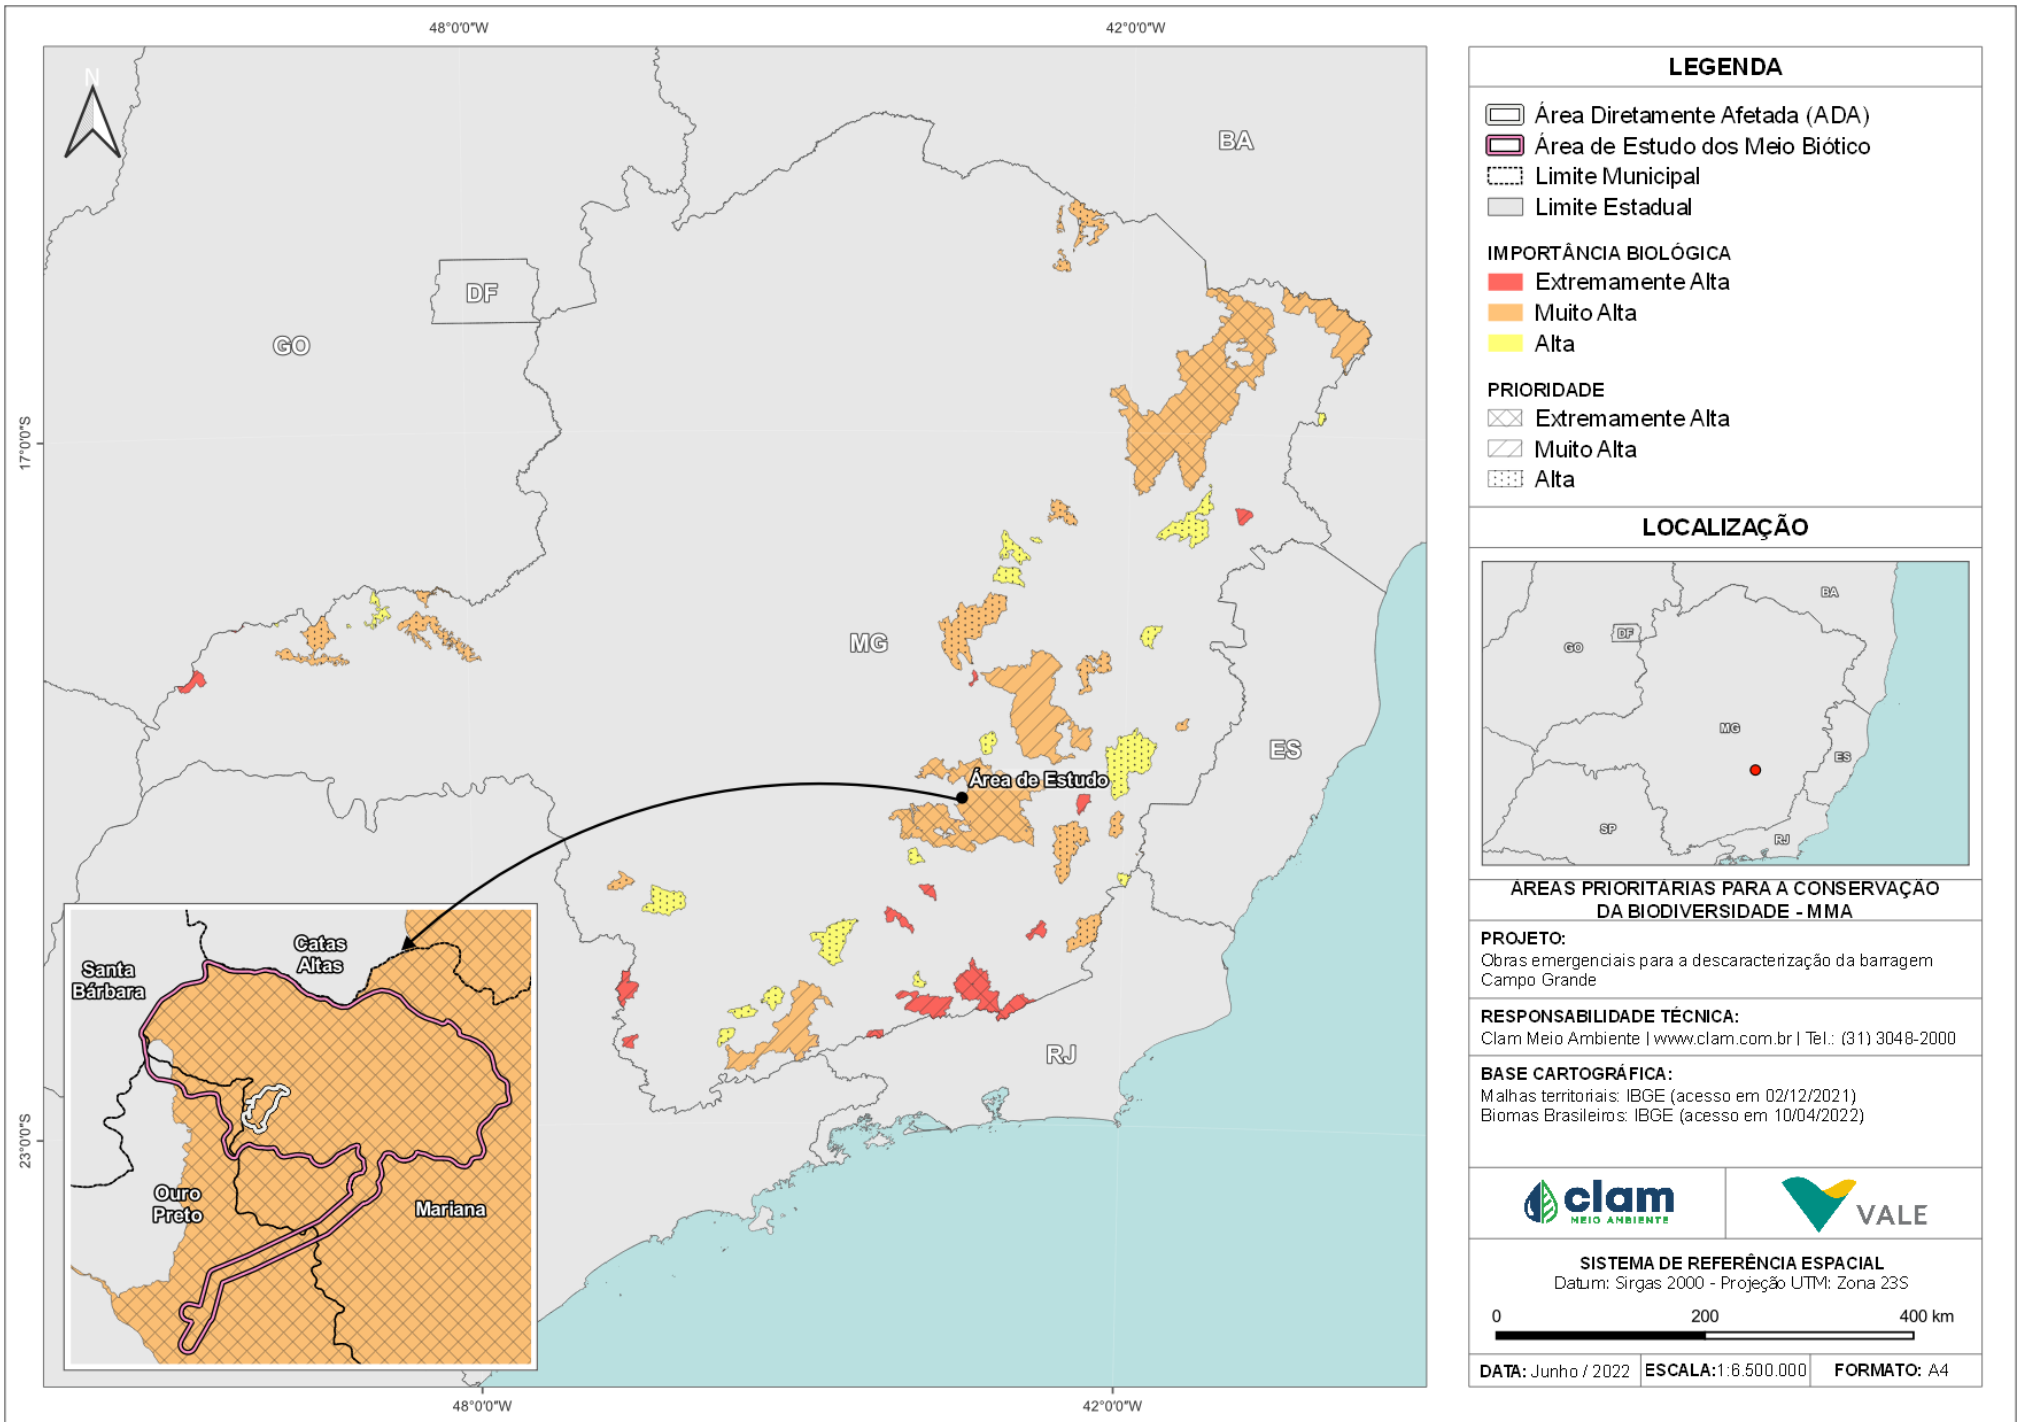 48°0'0"W
42°0'0"W
N
BA
DF
GO
17°0'0"S
MG
ES
Área de Estudo
RJ
23°0'0"S
Catas
Altas
Santa
Bárbara
Ouro
Preto
Mariana
48°0'0"W
42°0'0"W
LEGENDA
Área Diretamente Afetada (ADA)
Área de Estudo dos Meio Biótico
Limite Municipal
Limite Estadual
IMPORTÂNCIA BIOLÓGICA
Extremamente Alta
Muito Alta
Alta
PRIORIDADE
Extremamente Alta
Muito Alta
Alta
LOCALIZAÇÃO
BA
DF
GO
MG
ES
SP
RJ
ÁREAS PRIORITÁRIAS PARA A CONSERVAÇÃO
DA BIODIVERSIDADE - MMA
PROJETO:
Obras emergenciais para a descaracterização da barragem
Campo Grande
RESPONSABILIDADE TÉCNICA:
Clam Meio Ambiente | www.clam.com.br | Tel.: (31) 3048-2000
BASE CARTOGRÁFICA:
Malhas territoriais: IBGE (acesso em 02/12/2021)
Biomas Brasileiros: IBGE (acesso em 10/04/2022)
clam
MEIO AMBIENTE
VALE
SISTEMA DE REFERÊNCIA ESPACIAL
Datum: Sirgas 2000 - Projeção UTM: Zona 23S
0 200 400 km
DATA: Junho / 2022 ESCALA:1:6.500.000 FORMATO: A4